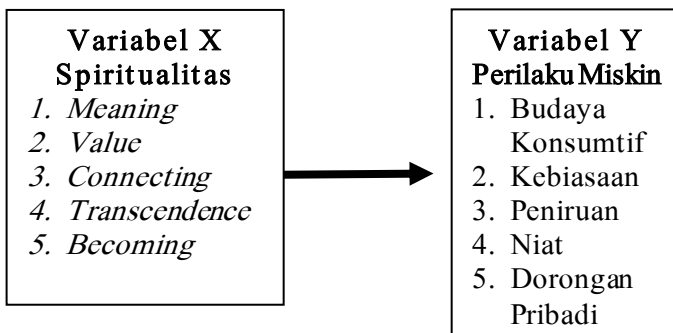 Variabel X
Spiritualitas
1. Meaning
2. Value
3. Connecting
4. Transcendence
5. Becoming
Variabel Y
Perilaku Miskin
1. Budaya
Konsumtif
2. Kebiasaan
3. Peniruan
4. Niat
5. Dorongan
Pribadi